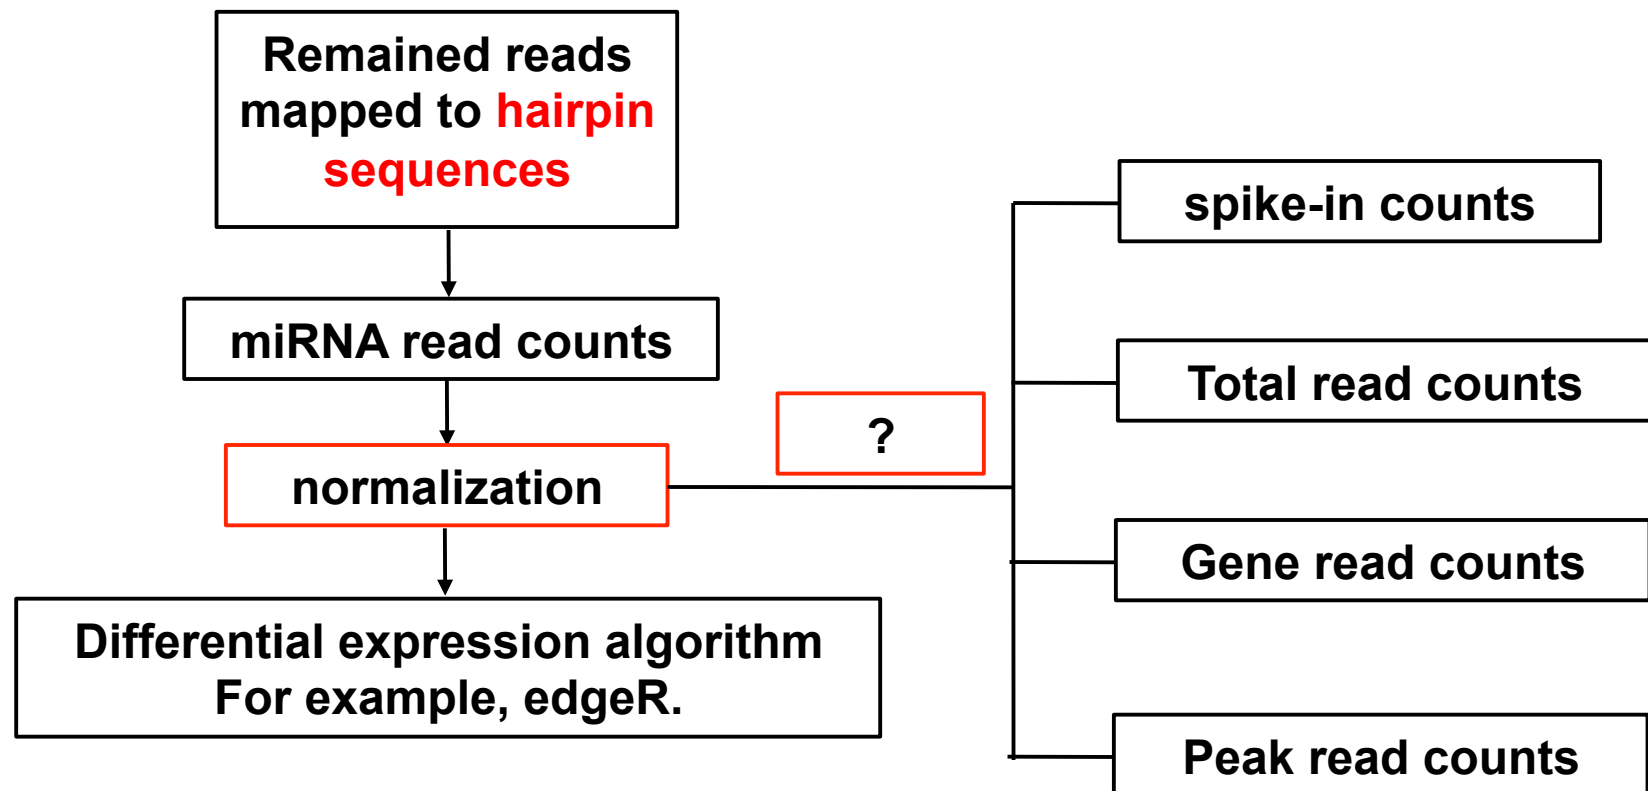 Remained reads
mapped to hairpin
sequences
miRNA read counts
normalization
Differential expression algorithm
For example, edgeR.
?
spike-in counts
Total read counts
Gene read counts
Peak read counts